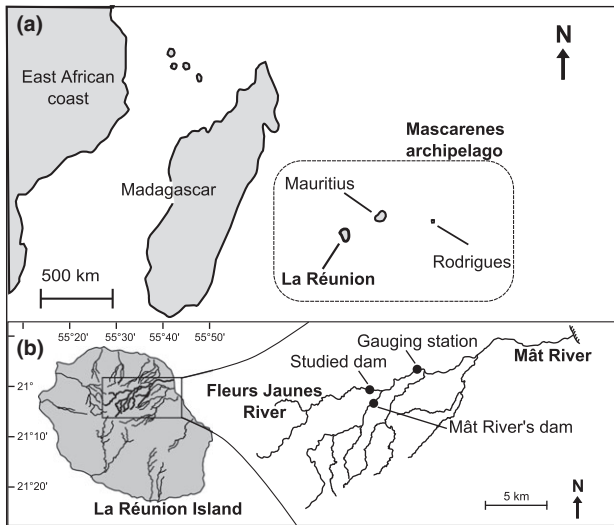 (a)
N
East African
coast
Mascarenes
archipelago
Madagascar
Mauritius
Rodrigues
La Réunion
500 km
55°20' 55°30' 55°40' 55°50'
(b)
Gauging station
Mât River
Studied dam
21°
Fleurs Jaunes
River
Mât River's dam
21°10'
21°20'
La Réunion Island
5 km
N